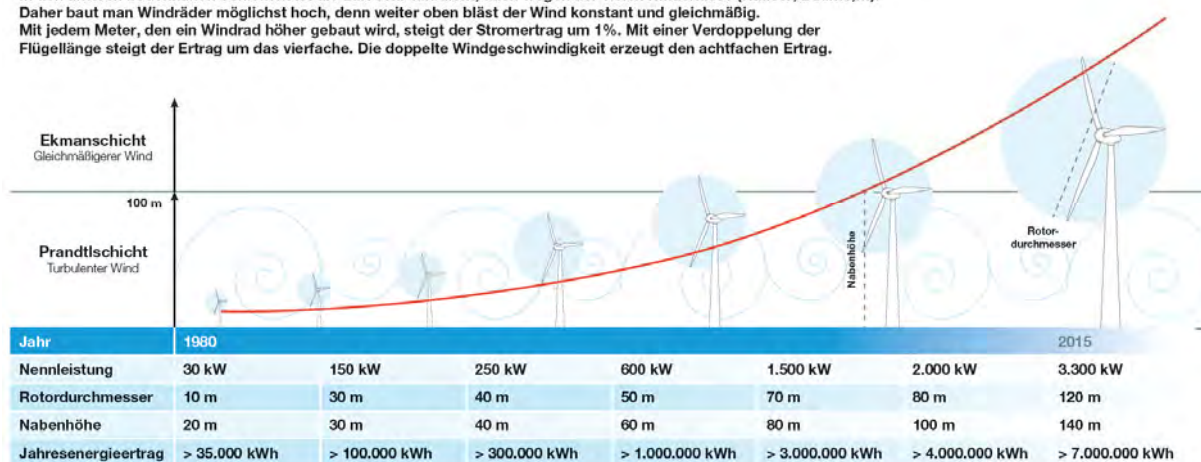 Daher baut man Windräder möglichst hoch, denn weiter oben bläst der Wind konstant und gleichmäßig.
Mit jedem Meter, den ein Windrad höher gebaut wird, steigt der Stromertrag um 1%. Mit einer Verdoppelung der
Flügellänge steigt der Ertrag um das vierfache. Die doppelte Windgeschwindigkeit erzeugt den achtfachen Ertrag.
Ekmanschicht
Gleichmäßigerer Wind
100 m
Prandtlschicht
Turbulenter Wind
Nabenhöhe
Rotor-
durchmesser
Jahr 1980 2015
Nennleistung 30 kW 150 kW 250 kW 600 kW 1.500 kW 2.000 kW 3.300 kW
Rotordurchmesser 10 m 30 m 40 m 50 m 70 m 80 m 120 m
Nabenhöhe 20 m 30 m 40 m 60 m 80 m 100 m 140 m
Jahresenergieertrag > 35.000 kWh > 100.000 kWh > 300.000 kWh > 1.000.000 kWh > 3.000.000 kWh > 4.000.000 kWh > 7.000.000 kWh